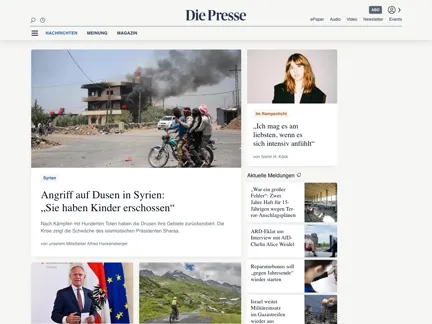 Die Presse
ABO
ePaper Audio Video Newsletter Events
NACHRICHTEN MEINUNG MAGAZIN
Syrien
Angriff auf Dusen in Syrien:
„Sie haben Kinder erschossen“
Nach Kämpfen mit Hunderten Toten haben die Drusen ihre Gebiete zurückerobert. Die
Krise zeigt die Schwäche des islamistischen Präsidenten Sharaa.
von unserem Mitarbeiter Alfred Hackensberger
Im Rampenlicht
„Ich mag es am
liebsten, wenn es
sich intensiv anfühlt“
von
Aktuelle Meldungen
„War ein großer
Fehler“: Zwei
Jahre Haft für 15-
Jährigen wegen Ter-
ror-Anschlagsplänen
ARD-Eklat um
Interview mit AfD-
Chefin Alice Weidel
Reparaturbonus soll
„gegen Jahresende“
wieder starten
Israel weitet
Militäreinsatz
im Gazastreifen
wieder aus